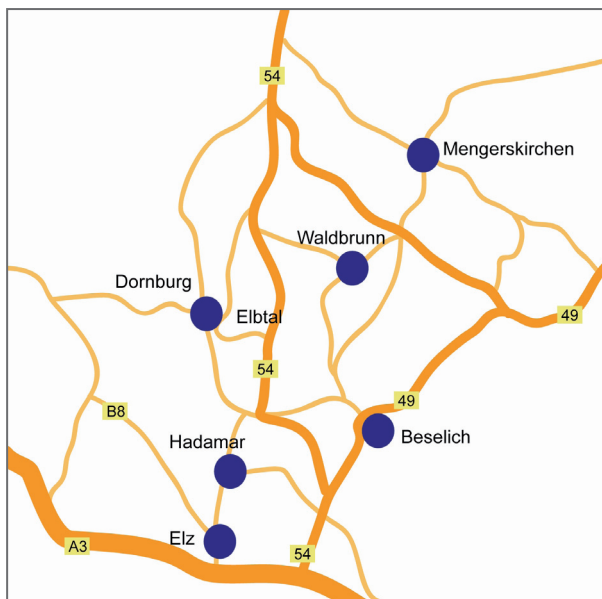 54
Mengerskirchen
Waldbrunn
Dornburg
Elbtal
49
54
49
B8
Hadamar
Beselich
Elz
A3
54